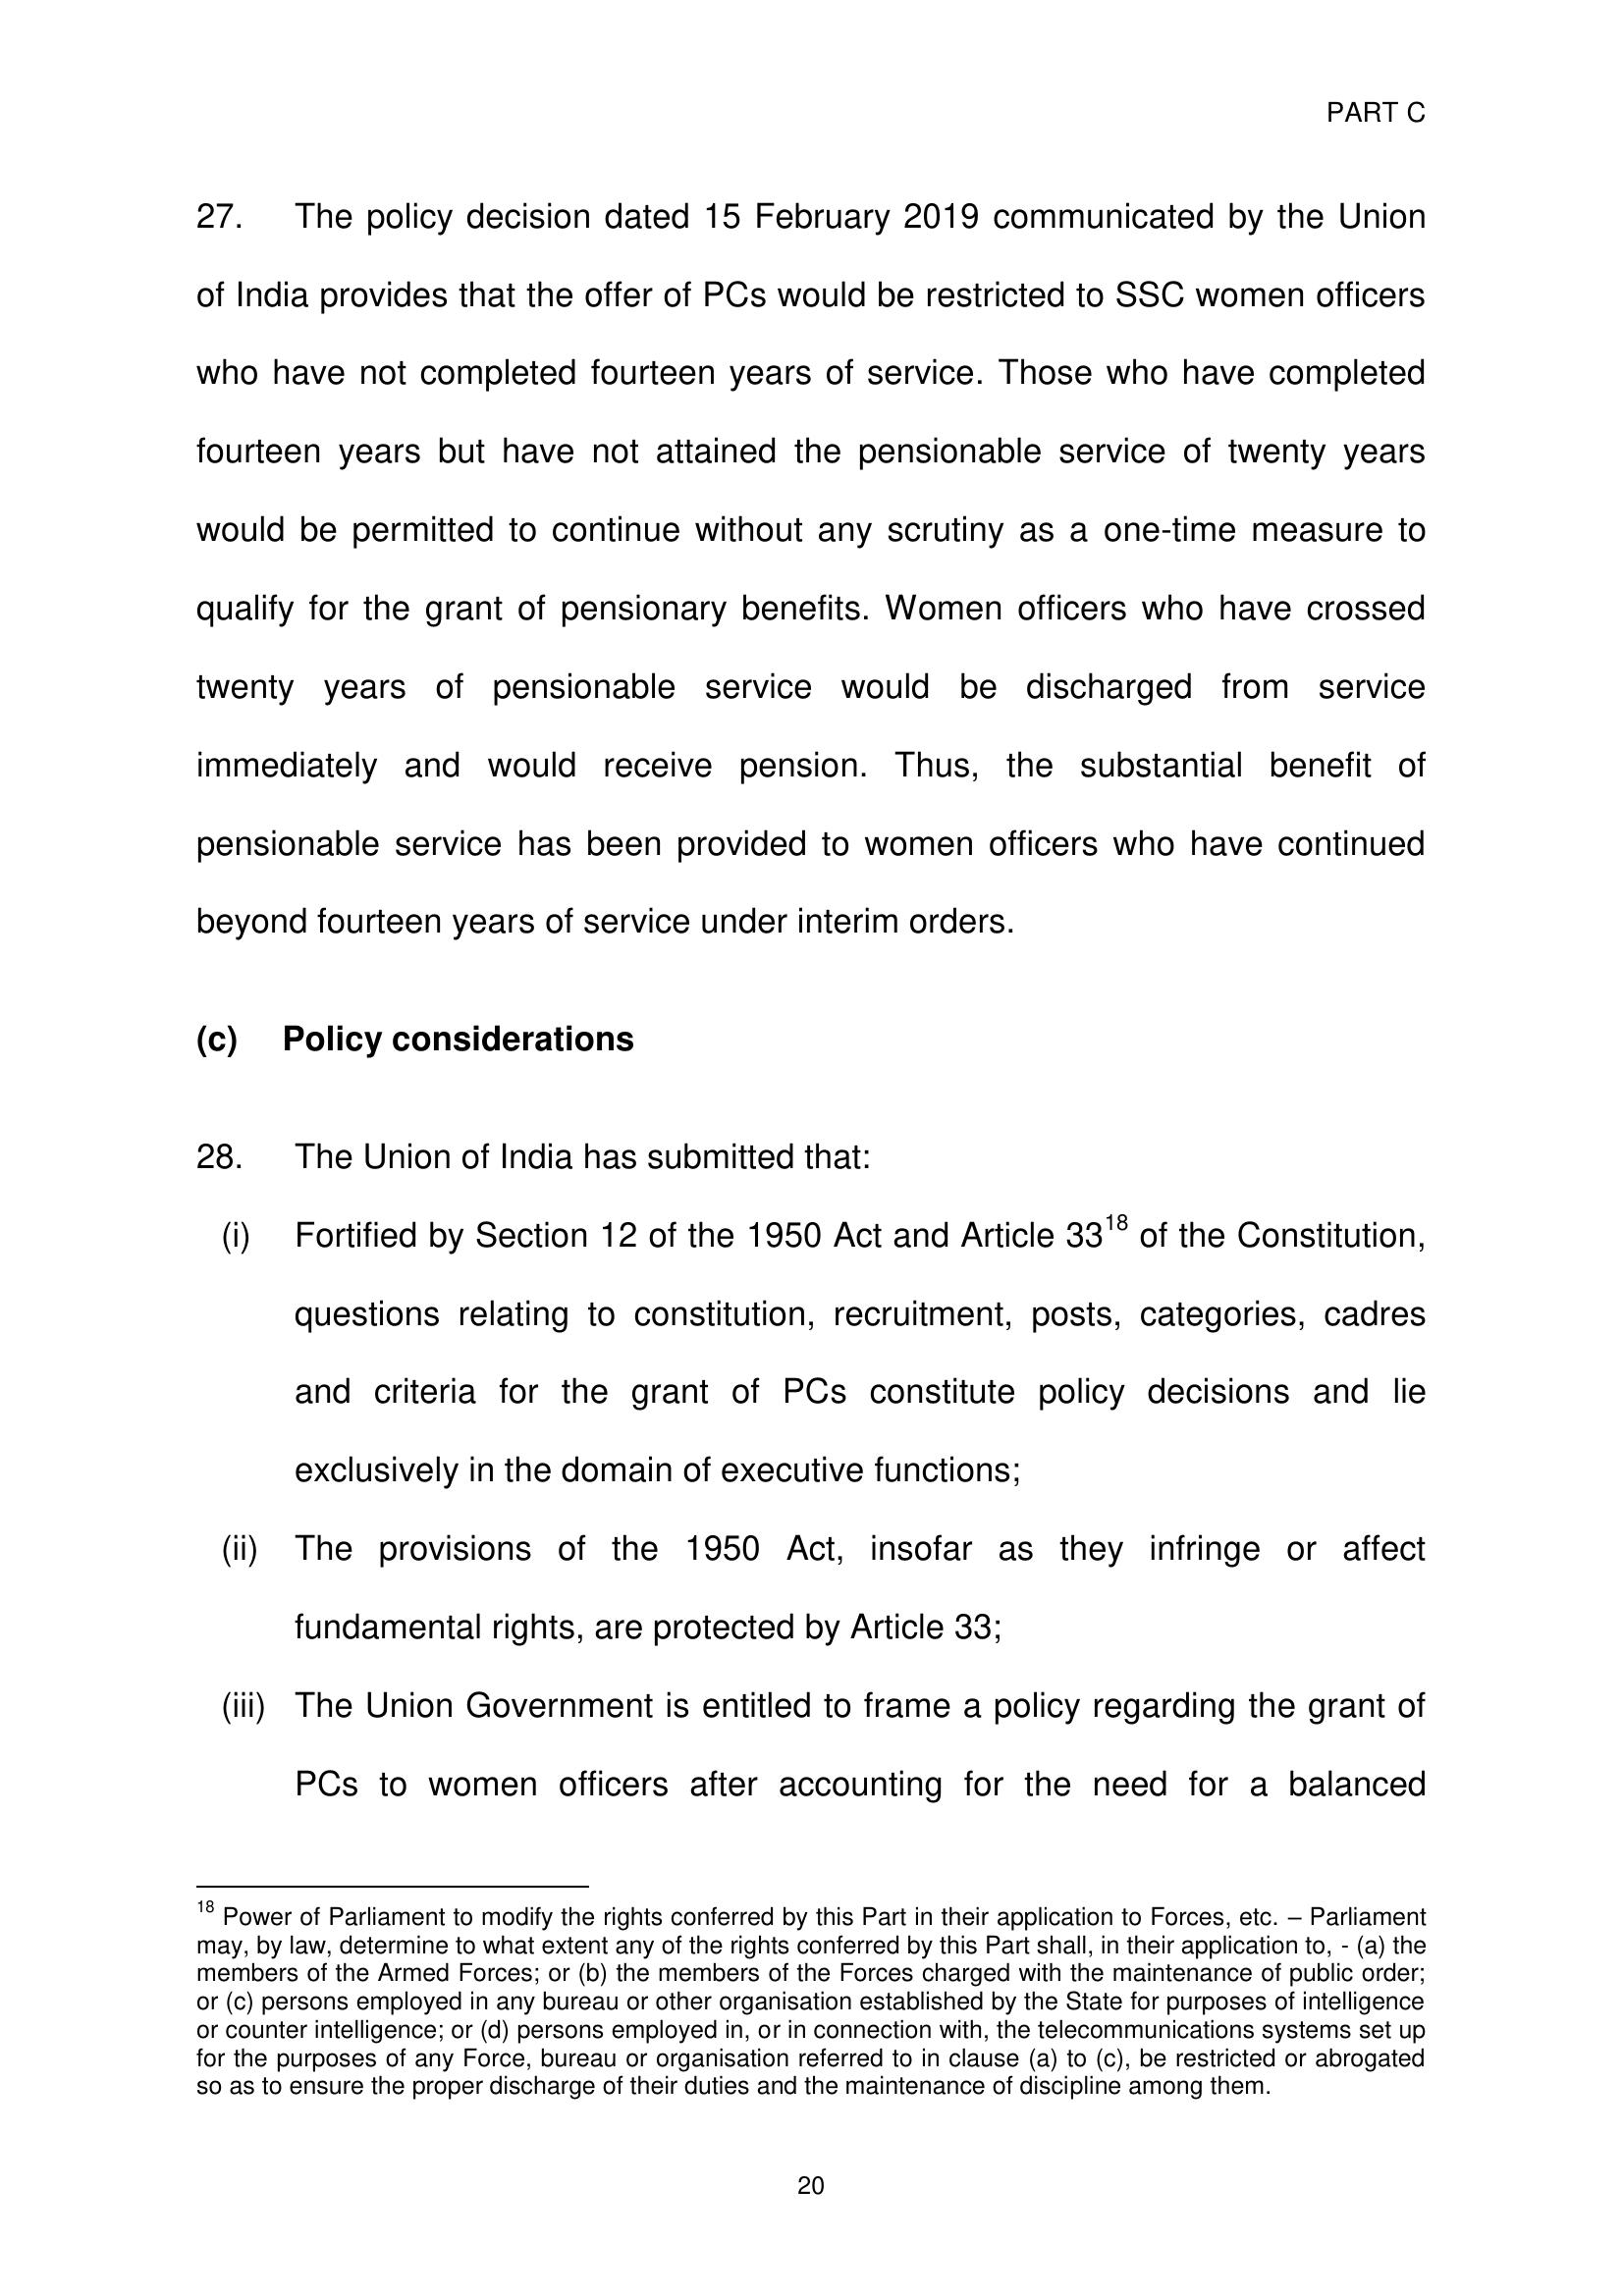 PART C
27. The policy decision dated 15 February 2019 communicated by the Union
of India provides that the offer of PCs would be restricted to SSC women officers
who have not completed fourteen years of service. Those who have completed
fourteen years but have not attained the pensionable service of twenty years
would be permitted to continue without any scrutiny as a one-time measure to
qualify for the grant of pensionary benefits. Women officers who have crossed
twenty years of pensionable service would be discharged from service
immediately and would receive pension. Thus, the substantial benefit of
pensionable service has been provided to women officers who have continued
beyond fourteen years of service under interim orders.
(c) Policy considerations
28. The Union of India has submitted that:
(i) Fortified by Section 12 of the 1950 Act and Article 33¹⁸ of the Constitution,
questions relating to constitution, recruitment, posts, categories, cadres
and criteria for the grant of PCs constitute policy decisions and lie
exclusively in the domain of executive functions;
(ii) The provisions of the 1950 Act, insofar as they infringe or affect
fundamental rights, are protected by Article 33;
(iii) The Union Government is entitled to frame a policy regarding the grant of
PCs to women officers after accounting for the need for a balanced
¹⁸ Power of Parliament to modify the rights conferred by this Part in their application to Forces, etc. – Parliament
may, by law, determine to what extent any of the rights conferred by this Part shall, in their application to, - (a) the
members of the Armed Forces; or (b) the members of the Forces charged with the maintenance of public order;
or (c) persons employed in any bureau or other organisation established by the State for purposes of intelligence
or counter intelligence; or (d) persons employed in, or in connection with, the telecommunications systems set up
for the purposes of any Force, bureau or organisation referred to in clause (a) to (c), be restricted or abrogated
so as to ensure the proper discharge of their duties and the maintenance of discipline among them.
20